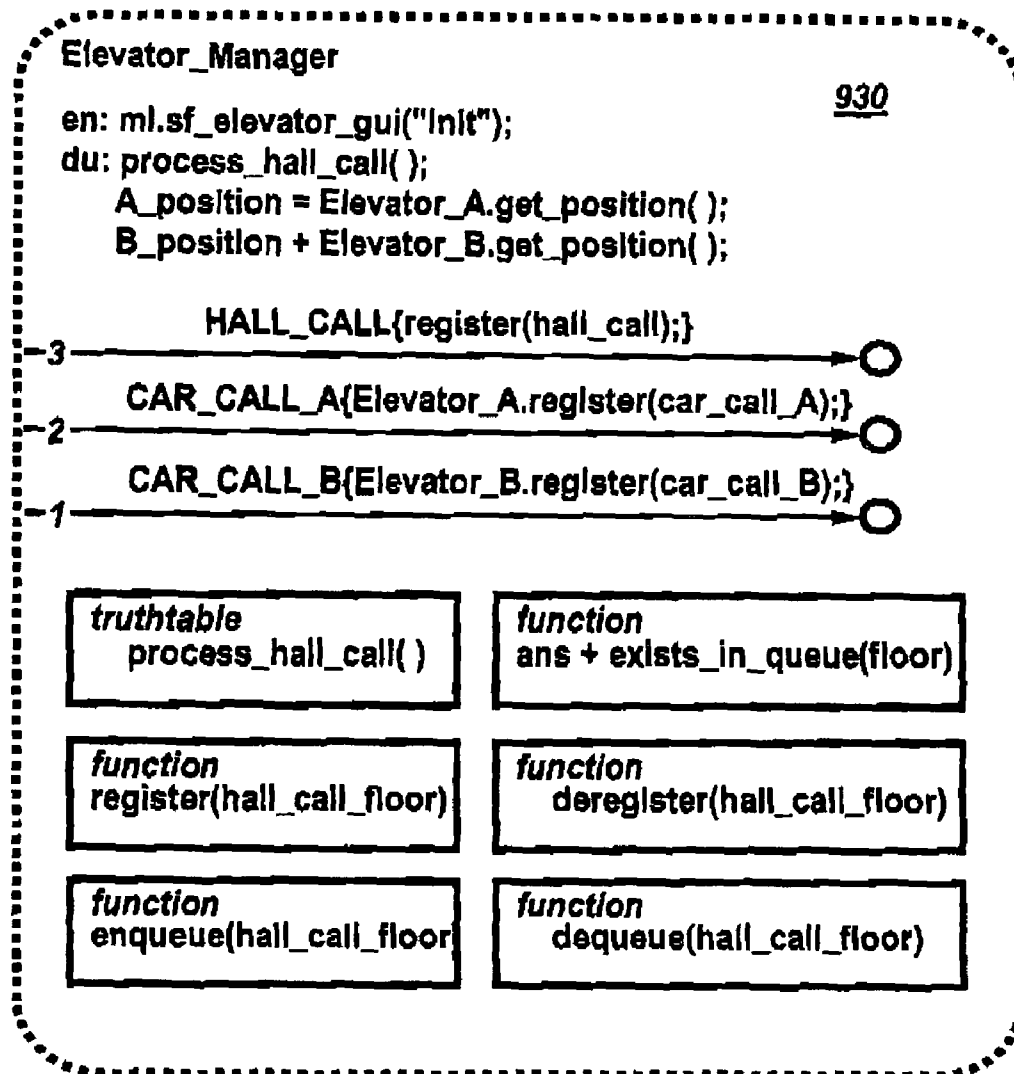 Elevator_Manager
930
en: ml.sf_elevator_gui("Init");
du: process_hall_call( );
A_position = Elevator_A.get_position( );
B_position + Elevator_B.get_position( );
HALL_CALL{register(hall_call);}
3
CAR_CALL_A{Elevator_A.register(car_call_A);}
2
CAR_CALL_B{Elevator_B.register(car_call_B);}
1
truthtable
process_hall_call( )
function
ans + exists_in_queue(floor)
function
register(hall_call_floor)
function
deregister(hall_call_floor)
function
enqueue(hall_call_floor
function
dequeue(hall_call_floor)